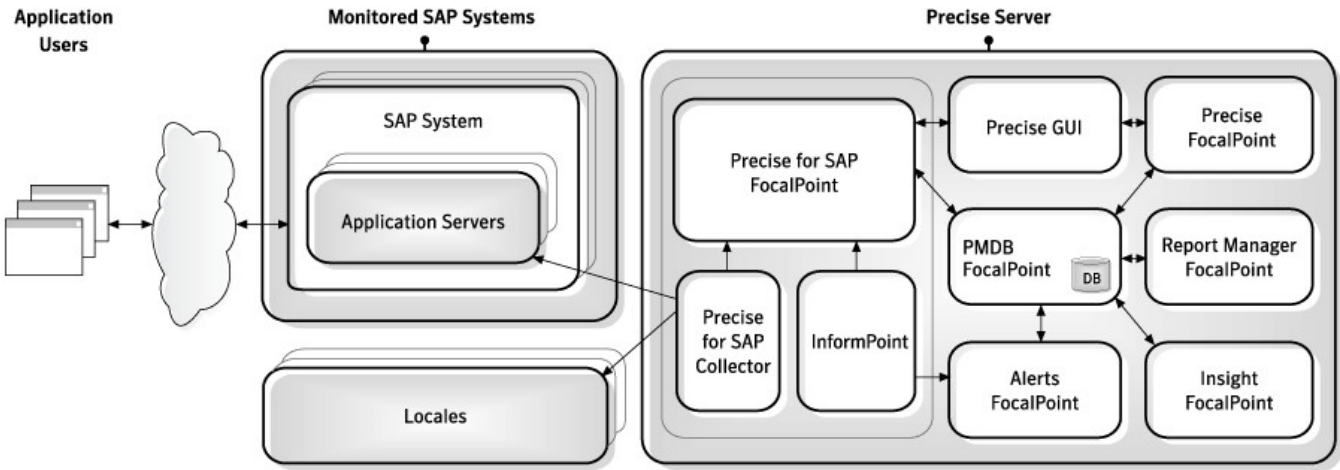 Application
Users
Monitored SAP Systems
Precise Server
SAP System
Application Servers
Locales
Precise for SAP
FocalPoint
Precise
for SAP
Collector
InformPoint
Precise GUI
Precise
FocalPoint
PMDB
FocalPoint
DB
Report Manager
FocalPoint
Alerts
FocalPoint
Insight
FocalPoint